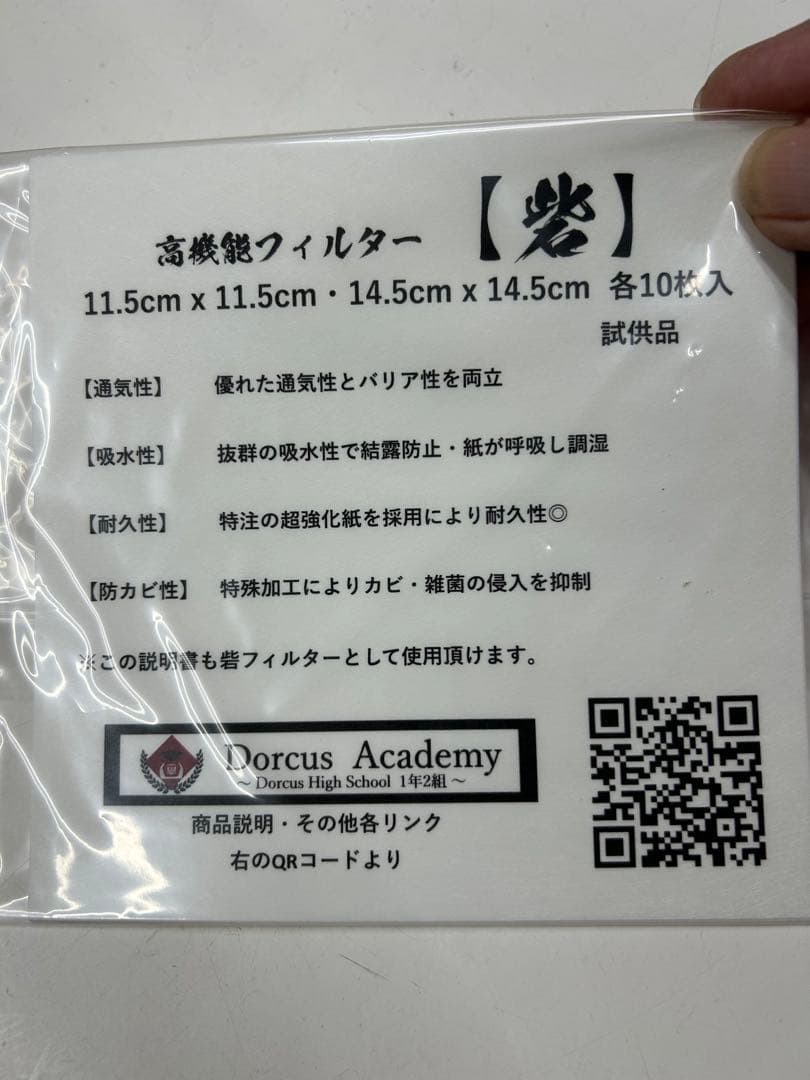 高機能フィルター 【砦】
11.5cm x 11.5cm・14.5cm x 14.5cm 各10枚入
試供品
【通気性】 優れた通気性とバリア性を両立
【吸水性】 抜群の吸水性で結露防止・紙が呼吸し調湿
【耐久性】 特注の超強化紙を採用により耐久性◎
【防カビ性】 特殊加工によりカビ・雑菌の侵入を抑制
※この説明書も砦フィルターとして使用頂けます。
Dorcus Academy
～ Dorcus High School 1年2組 ～
商品説明・その他各リンク
右のQRコードより